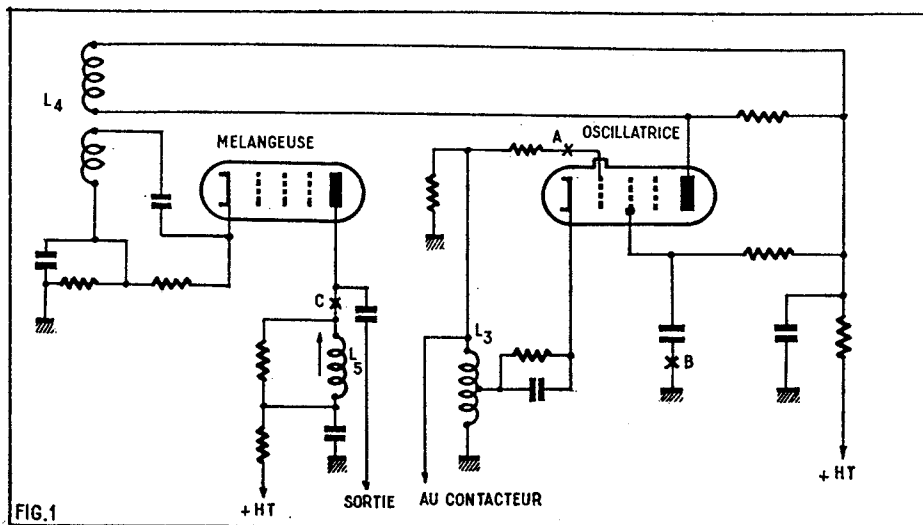 L4
MELANGEUSE
A
OSCILLATRICE
C
L5
L3
B
+HT
SORTIE
AU CONTACTEUR
+HT
FIG.1